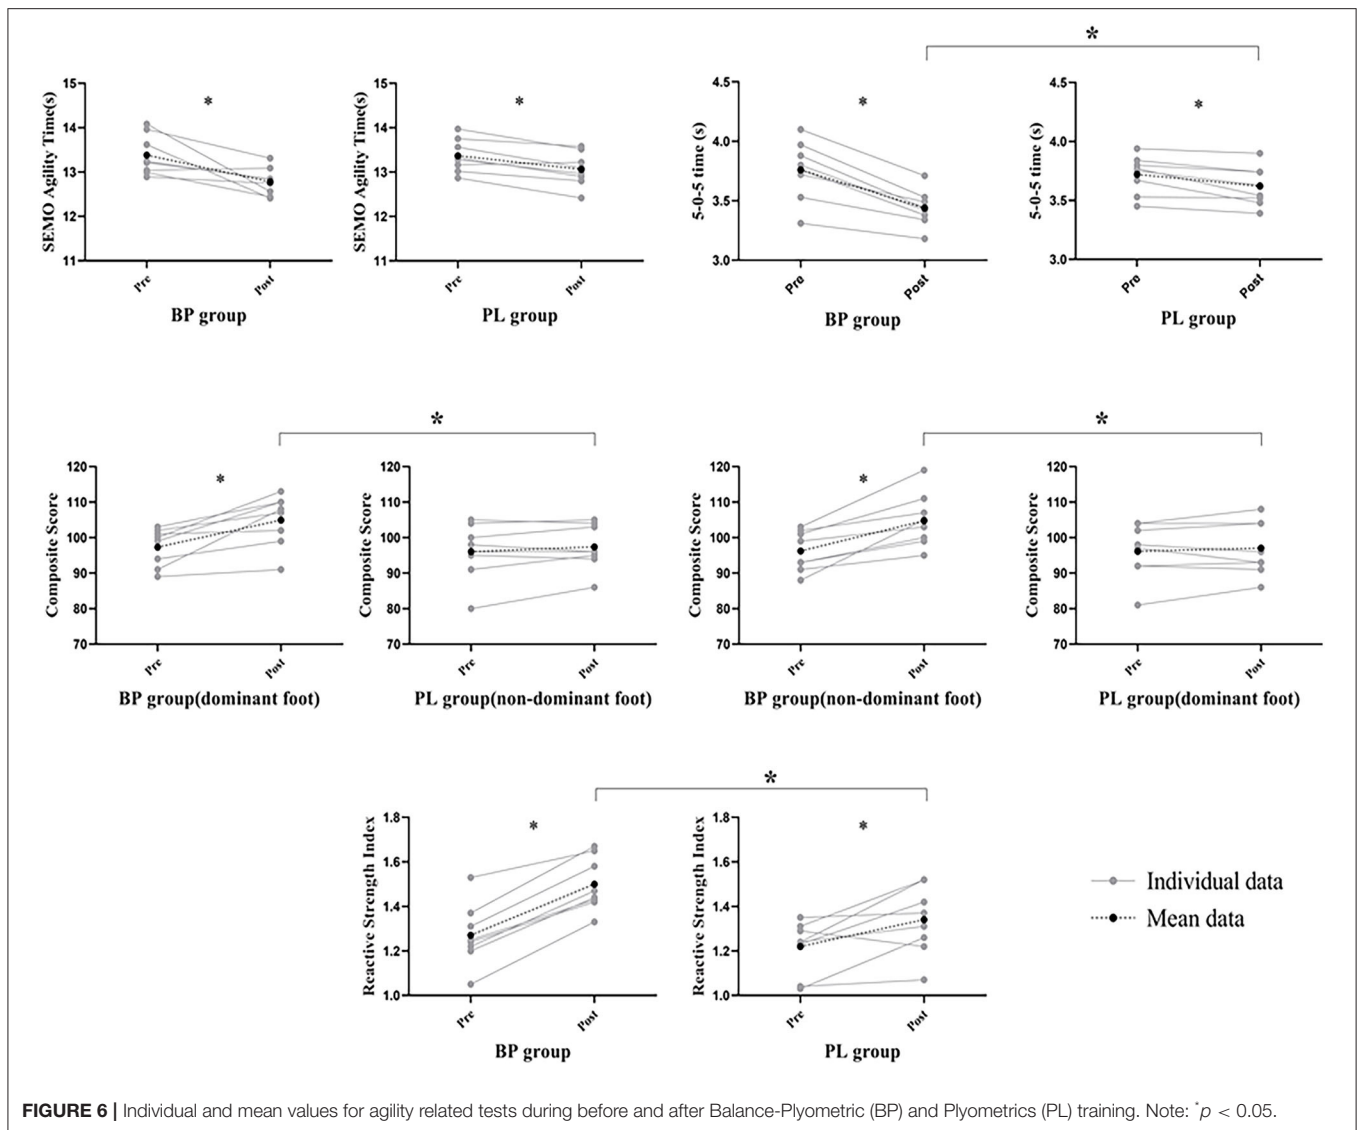 *
15
14
13
12
11
SEMO Agility Time(s)
*
Pre
Post
BP group
15
14
13
12
11
SEMO Agility Time(s)
*
Pre
Post
PL group
4.5
4.0
3.5
3.0
5-0-5 time (s)
*
Pre
Post
BP group
4.5
4.0
3.5
3.0
5-0-5 time (s)
*
Pre
Post
PL group
*
*
120
110
100
90
80
70
Composite Score
*
Pre
Post
BP group(dominant foot)
120
110
100
90
80
70
Composite Score
Pre
Post
PL group(non-dominant foot)
120
110
100
90
80
70
Composite Score
*
Pre
Post
BP group(non-dominant foot)
120
110
100
90
80
70
Composite Score
Pre
Post
PL group(dominant foot)
*
1.8
1.6
1.4
1.2
1.0
Reactive Strength Index
*
Pre
Post
BP group
1.8
1.6
1.4
1.2
1.0
Reactive Strength Index
*
Pre
Post
PL group
Individual data
Mean data
FIGURE 6 | Individual and mean values for agility related tests during before and after Balance-Plyometric (BP) and Plyometrics (PL) training. Note: *p < 0.05.